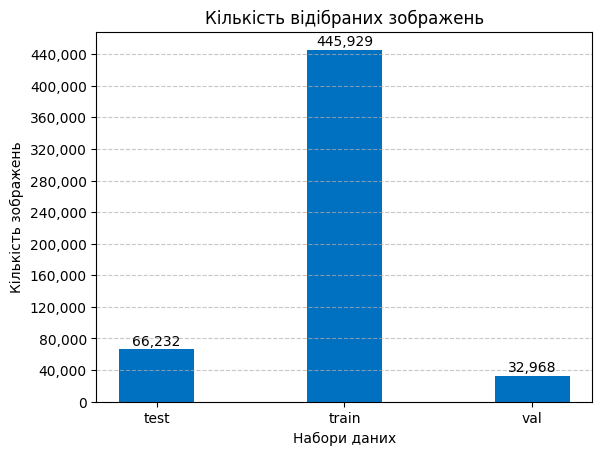 Кількість відібраних зображень
Кількість зображень
440,000
400,000
360,000
320,000
280,000
240,000
200,000
160,000
120,000
80,000
40,000
0
66,232
445,929
32,968
test
train
val
Набори даних